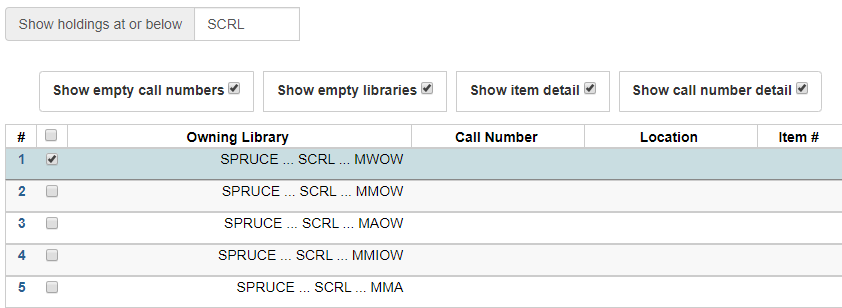 Show holdings at or below SCRL
Show empty call numbers Show empty libraries Show item detail Show call number detail
# Owning Library Call Number Location Item #
1 SPRUCE ... SCRL ... MWOW
2 SPRUCE ... SCRL ... MMOW
3 SPRUCE ... SCRL ... MAOW
4 SPRUCE ... SCRL ... MMIOW
5 SPRUCE ... SCRL ... MMA